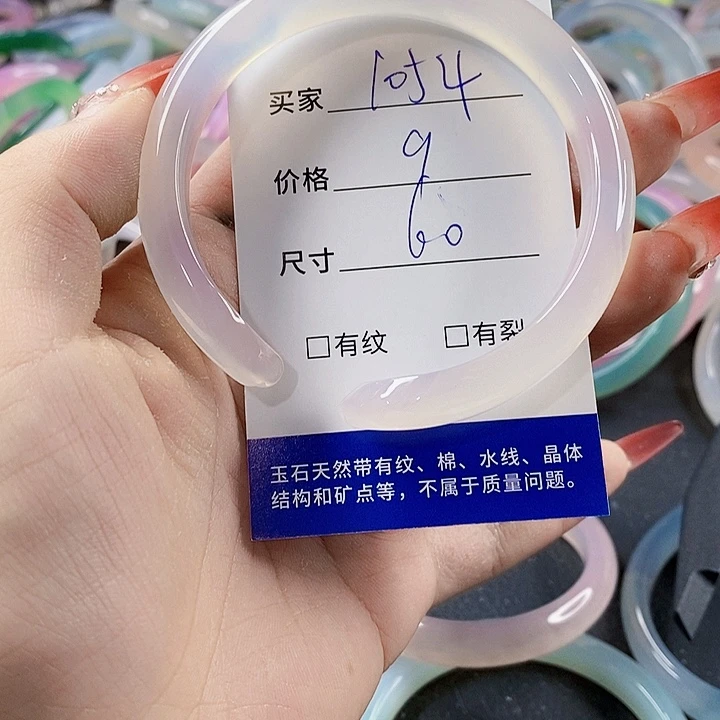 买家
价格 9
尺寸 60
□有纹 □有裂
玉石天然带有纹、棉、水线、晶体
结构和矿点等，不属于质量问题。